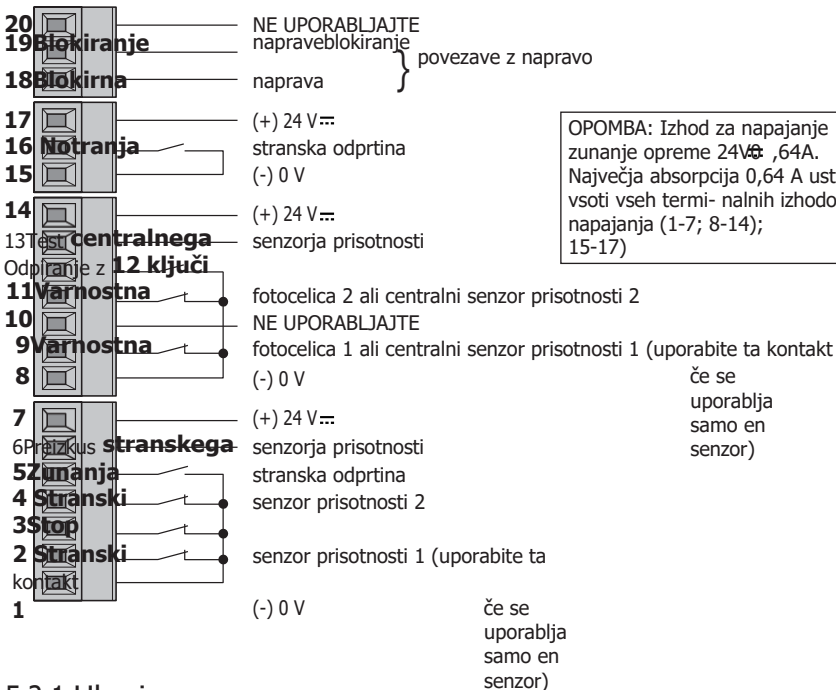 20 NE UPORABLJAJTE
19Blokiranje napraveblokiranje
povezave z napravo
18Blokirna naprava
17 (+) 24 V
16 Notranja stranska odprtina
15 (-) 0 V
OPOMBA: Izhod za napajanje
zunanje opreme 24V ,64A.
Največja absorpcija 0,64 A ust
vsoti vseh termi- nalnih izhodo
napajanja (1-7; 8-14);
15-17)
14 (+) 24 V
13Test centralnega senzorja prisotnosti
Odpiranje z 12 ključi
11Varnostna fotocelica 2 ali centralni senzor prisotnosti 2
10 NE UPORABLJAJTE
9Varnostna fotocelica 1 ali centralni senzor prisotnosti 1 (uporabite ta kontakt
8 (-) 0 V
če se
uporablja
samo en
senzor)
7 (+) 24 V
6Preizkus stranskega senzorja prisotnosti
5Zunanja stranska odprtina
4 Stranski senzor prisotnosti 2
3Stop
2 Stranski senzor prisotnosti 1 (uporabite ta
kontakt
1 (-) 0 V
če se
uporablja
samo en
senzor)